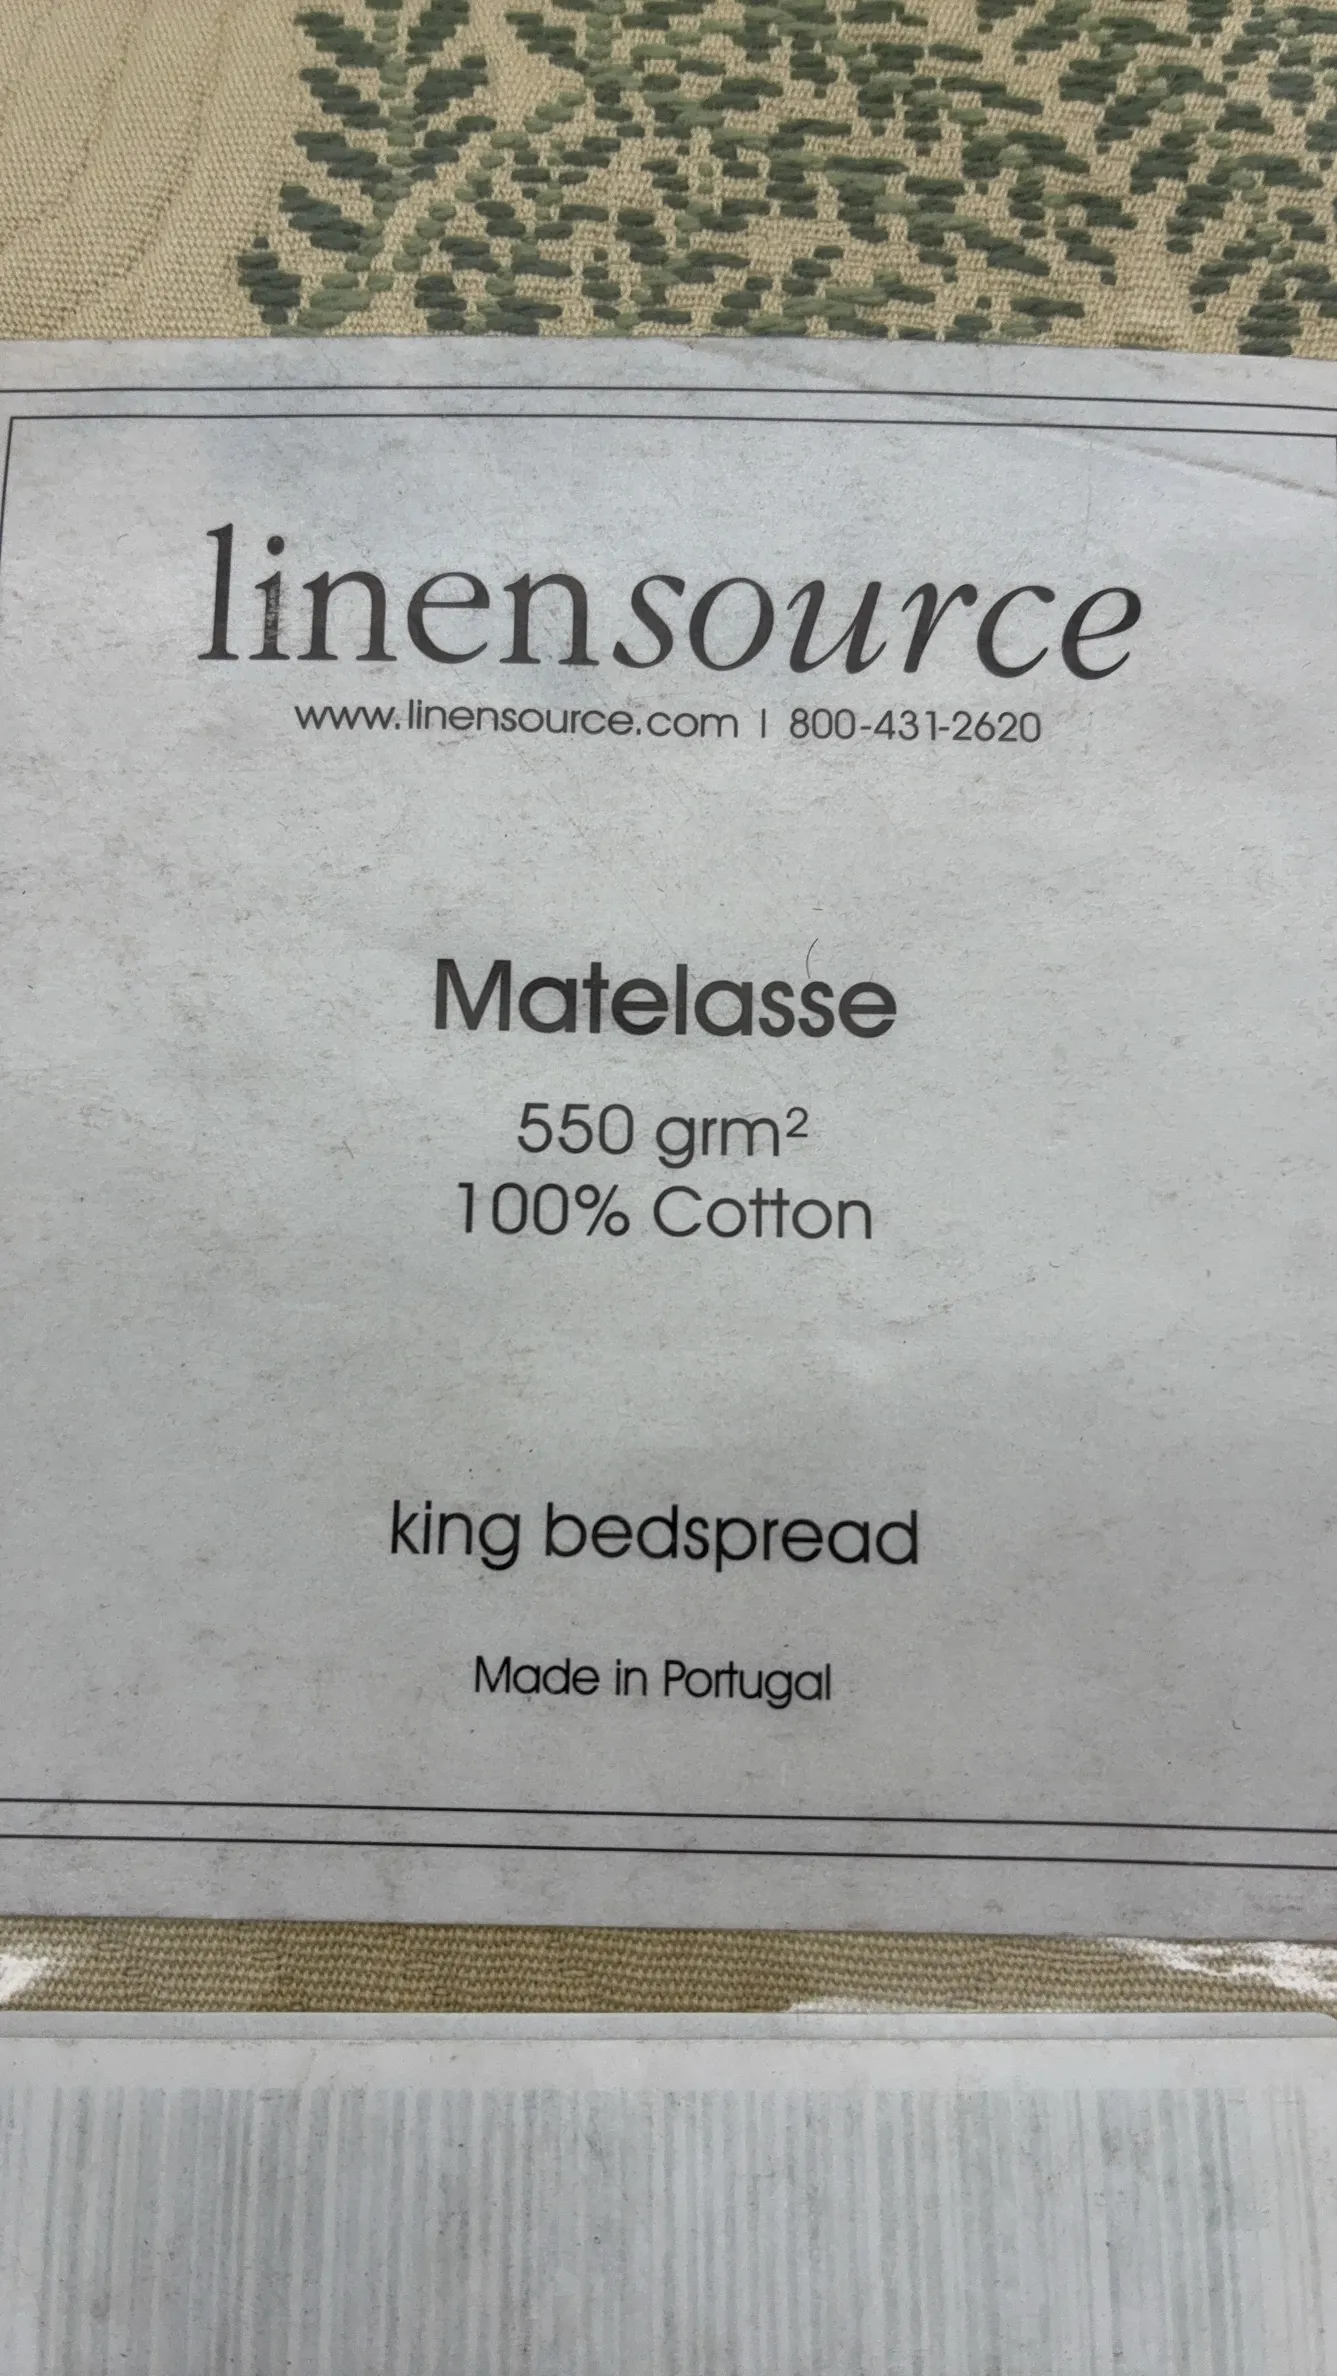 linensource
www.linensource.com | 800-431-2620
Matelasse
550 grm²
100% Cotton
king bedspread
Made in Portugal